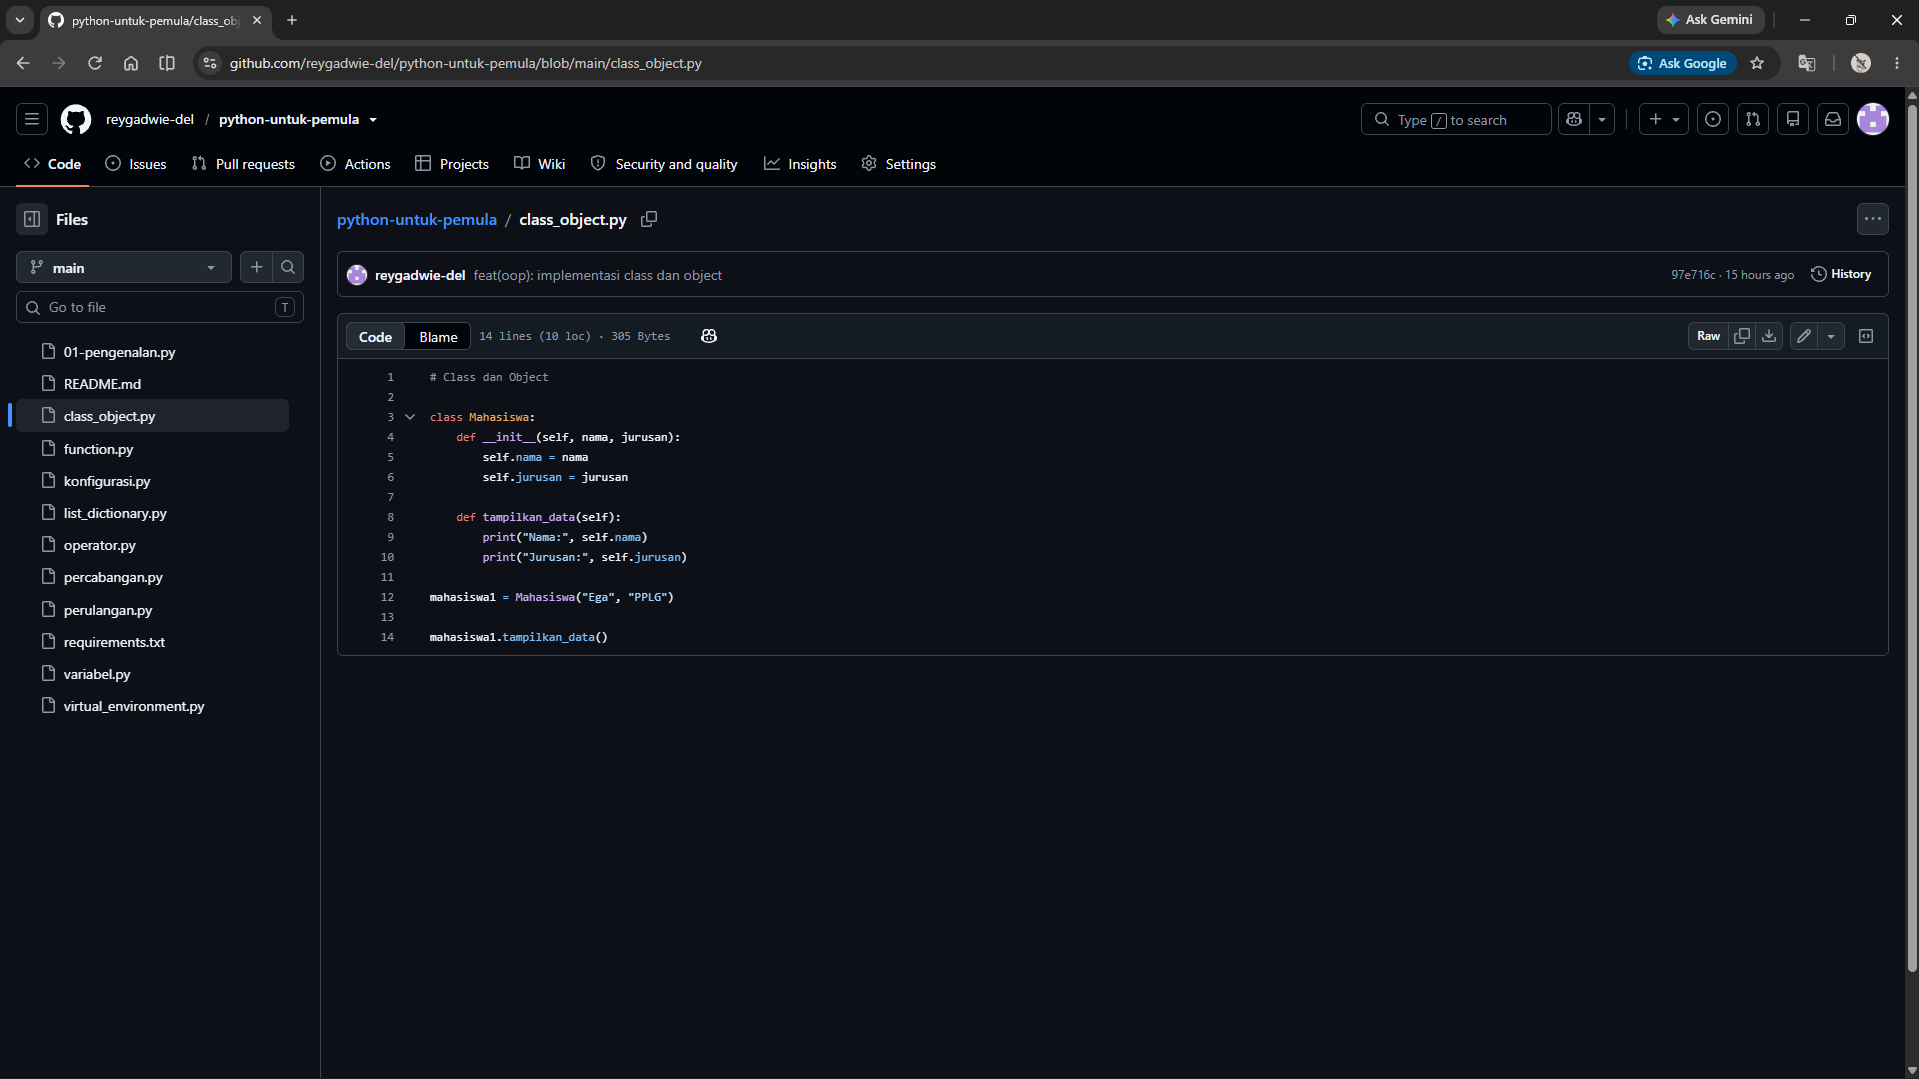 python-untuk-pemula/class_obj
Ask Gemini
github.com/reygadwie-del/python-untuk-pemula/blob/main/class_object.py
Ask Google
reygadwie-del / python-untuk-pemula
Type / to search
Code
Issues
Pull requests
Actions
Projects
Wiki
Security and quality
Insights
Settings
Files
main
Go to file
T
01-pengenalan.py
README.md
class_object.py
function.py
konfigurasi.py
list_dictionary.py
operator.py
percabangan.py
perulangan.py
requirements.txt
variabel.py
virtual_environment.py
python-untuk-pemula / class_object.py
reygadwie-del feat(oop): implementasi class dan object
97e716c · 15 hours ago
History
Code
Blame
14 lines (10 loc) · 305 Bytes
Raw
1 # Class dan Object
2
3 class Mahasiswa:
4     def __init__(self, nama, jurusan):
5         self.nama = nama
6         self.jurusan = jurusan
7
8     def tampilkan_data(self):
9         print("Nama:", self.nama)
10         print("Jurusan:", self.jurusan)
11
12 mahasiswa1 = Mahasiswa("Ega", "PPLG")
13
14 mahasiswa1.tampilkan_data()